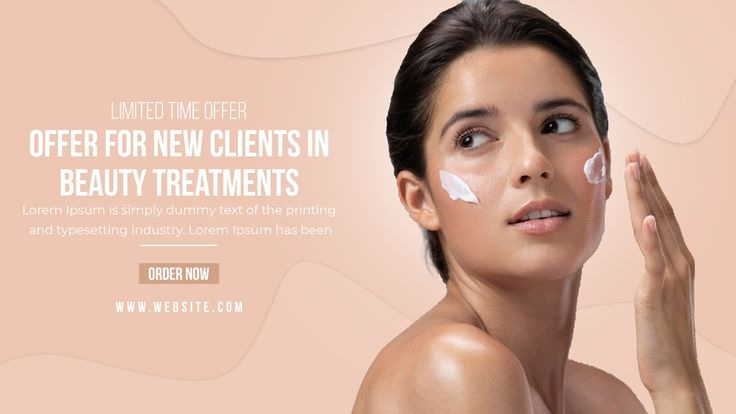 LIMITED TIME OFFER
OFFER FOR NEW CLIENTS IN
BEAUTY TREATMENTS
Lorem Ipsum is simply dummy text of the printing
and typesetting industry. Lorem Ipsum has been
ORDER NOW
WWW.WEBSITE.COM